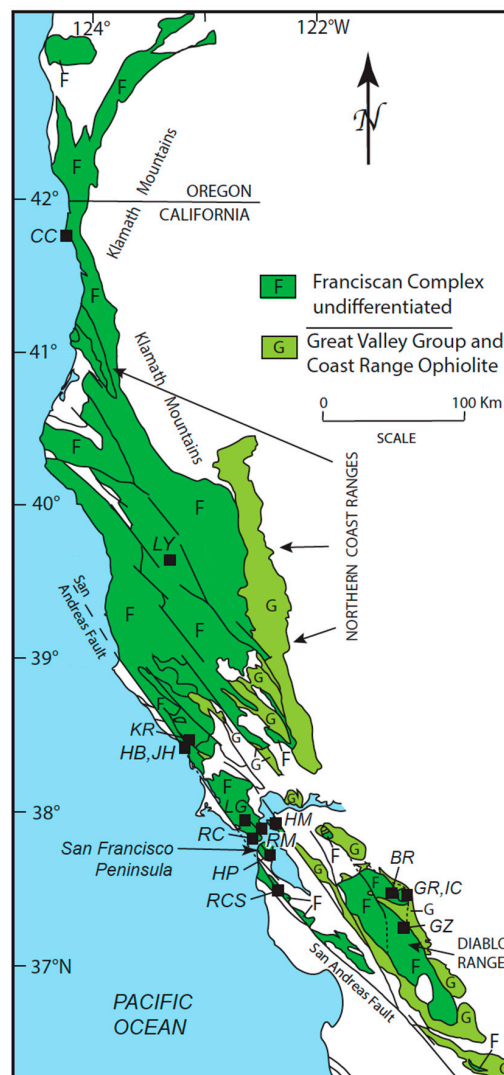 124°
122°
F
F
N
F
Klamath Mountains
42°
OREGON
CALIFORNIA
CC
F
Franciscan Complex
undifferentiated
F
G
Great Valley Group and
Coast Range Ophiolite
41°
Klamath Mountains
0
100 Km
SCALE
F
40°
F
LY
NORTHERN COAST RANGES
San
Andreas Fault
F
F
G
39°
G
G
F
KR
HB,JH
G
G
F
38°
F
G
LG
HM
RC
RM
San Francisco
Peninsula
HP
F
G
BR
GR,IC
RCS
F
G
F
F
G
GZ
DIABLO
RANGE
San Andreas Fault
37°N
F
G
PACIFIC
OCEAN
G
G
F